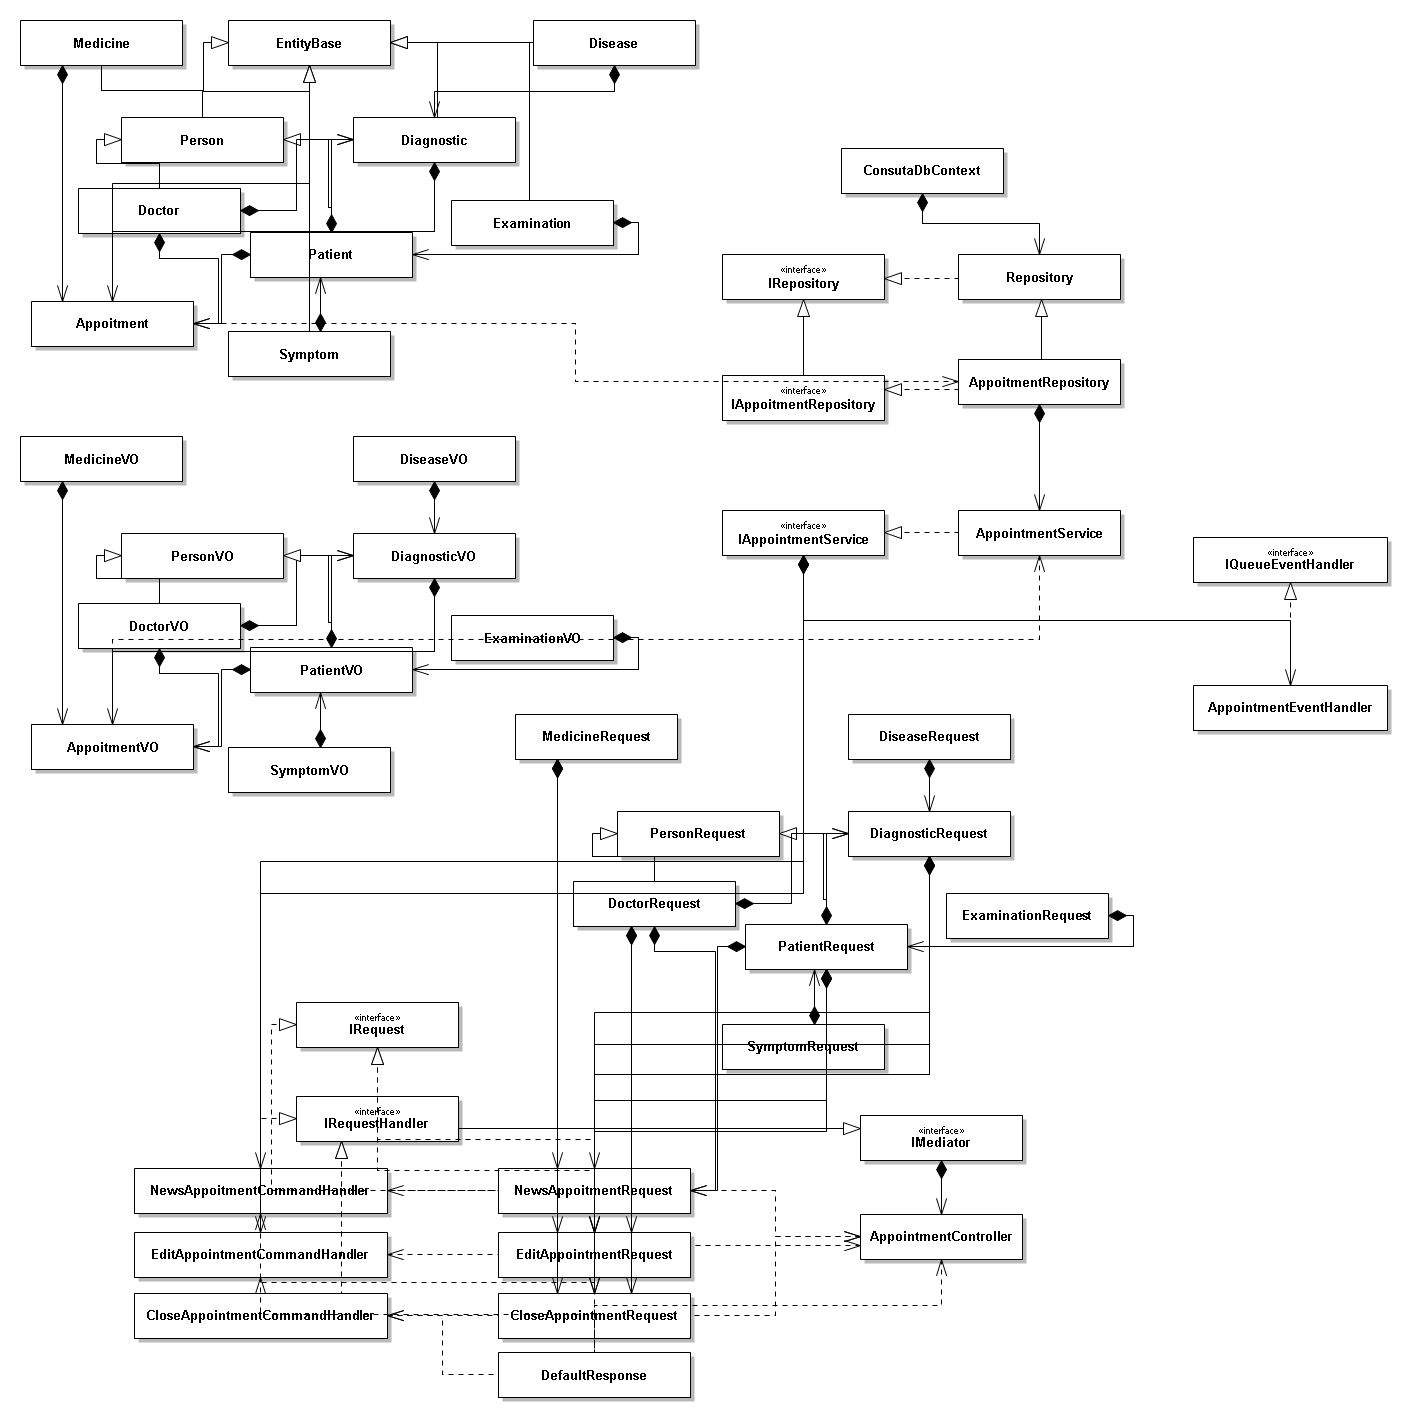 Medicine
EntityBase
Disease
Person
Diagnostic
ConsutaDbContext
Doctor
Examination
Patient
«interface»
IRepository
Repository
Appoitment
Symptom
AppoitmentRepository
«interface»
IAppoitmentRepository
MedicineVO
DiseaseVO
«interface»
IAppointmentService
AppointmentService
PersonVO
DiagnosticVO
«interface»
IQueueEventHandler
DoctorVO
ExaminationVO
PatientVO
AppointmentEventHandler
AppoitmentVO
SymptomVO
MedicineRequest
DiseaseRequest
PersonRequest
DiagnosticRequest
DoctorRequest
ExaminationRequest
PatientRequest
«interface»
IRequest
SymptomRequest
«interface»
IRequestHandler
«interface»
IMediator
NewsAppoitmentCommandHandler
NewsAppoitmentRequest
AppointmentController
EditAppointmentCommandHandler
EditAppointmentRequest
CloseAppointmentCommandHandler
CloseAppointmentRequest
DefaultResponse